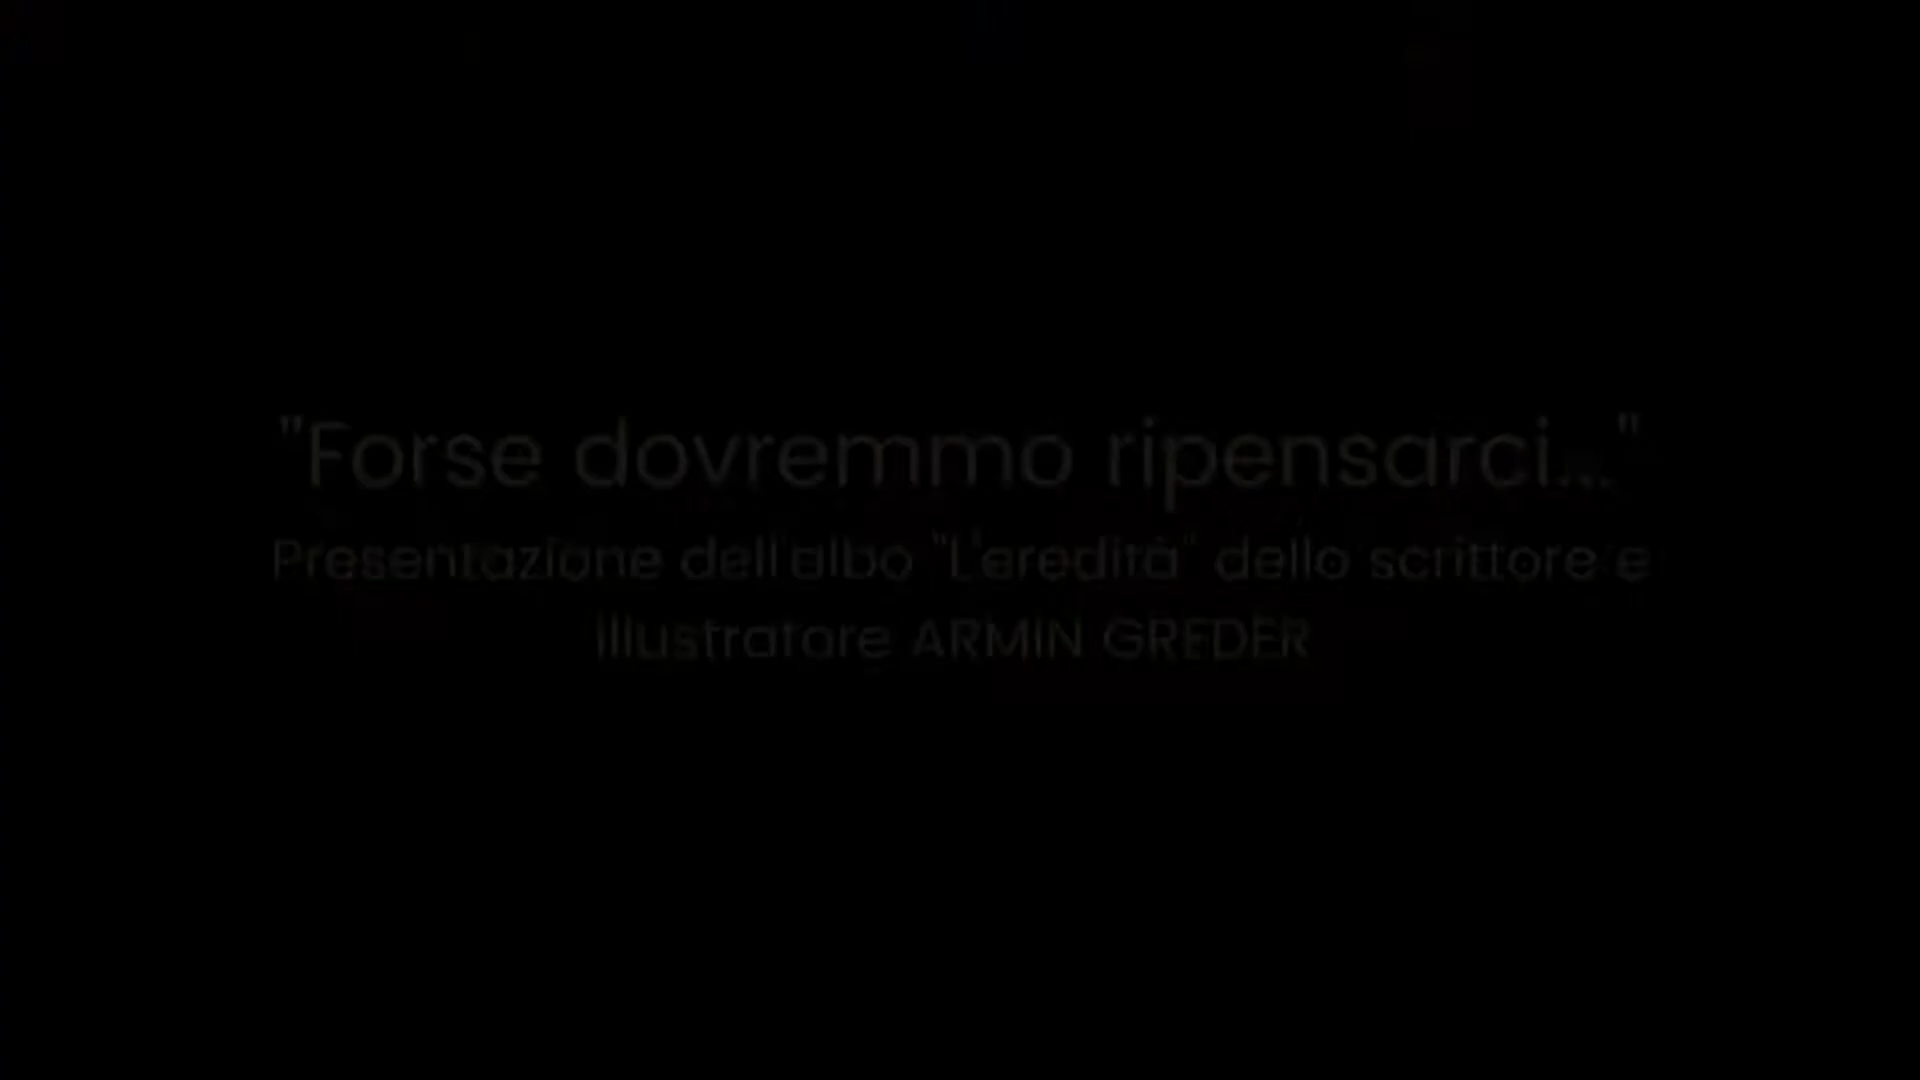 "Forse dovremmo ripensarci..."
Presentazione dell'albo "L'eredità" dello scrittore e
illustratore ARMIN GREDER